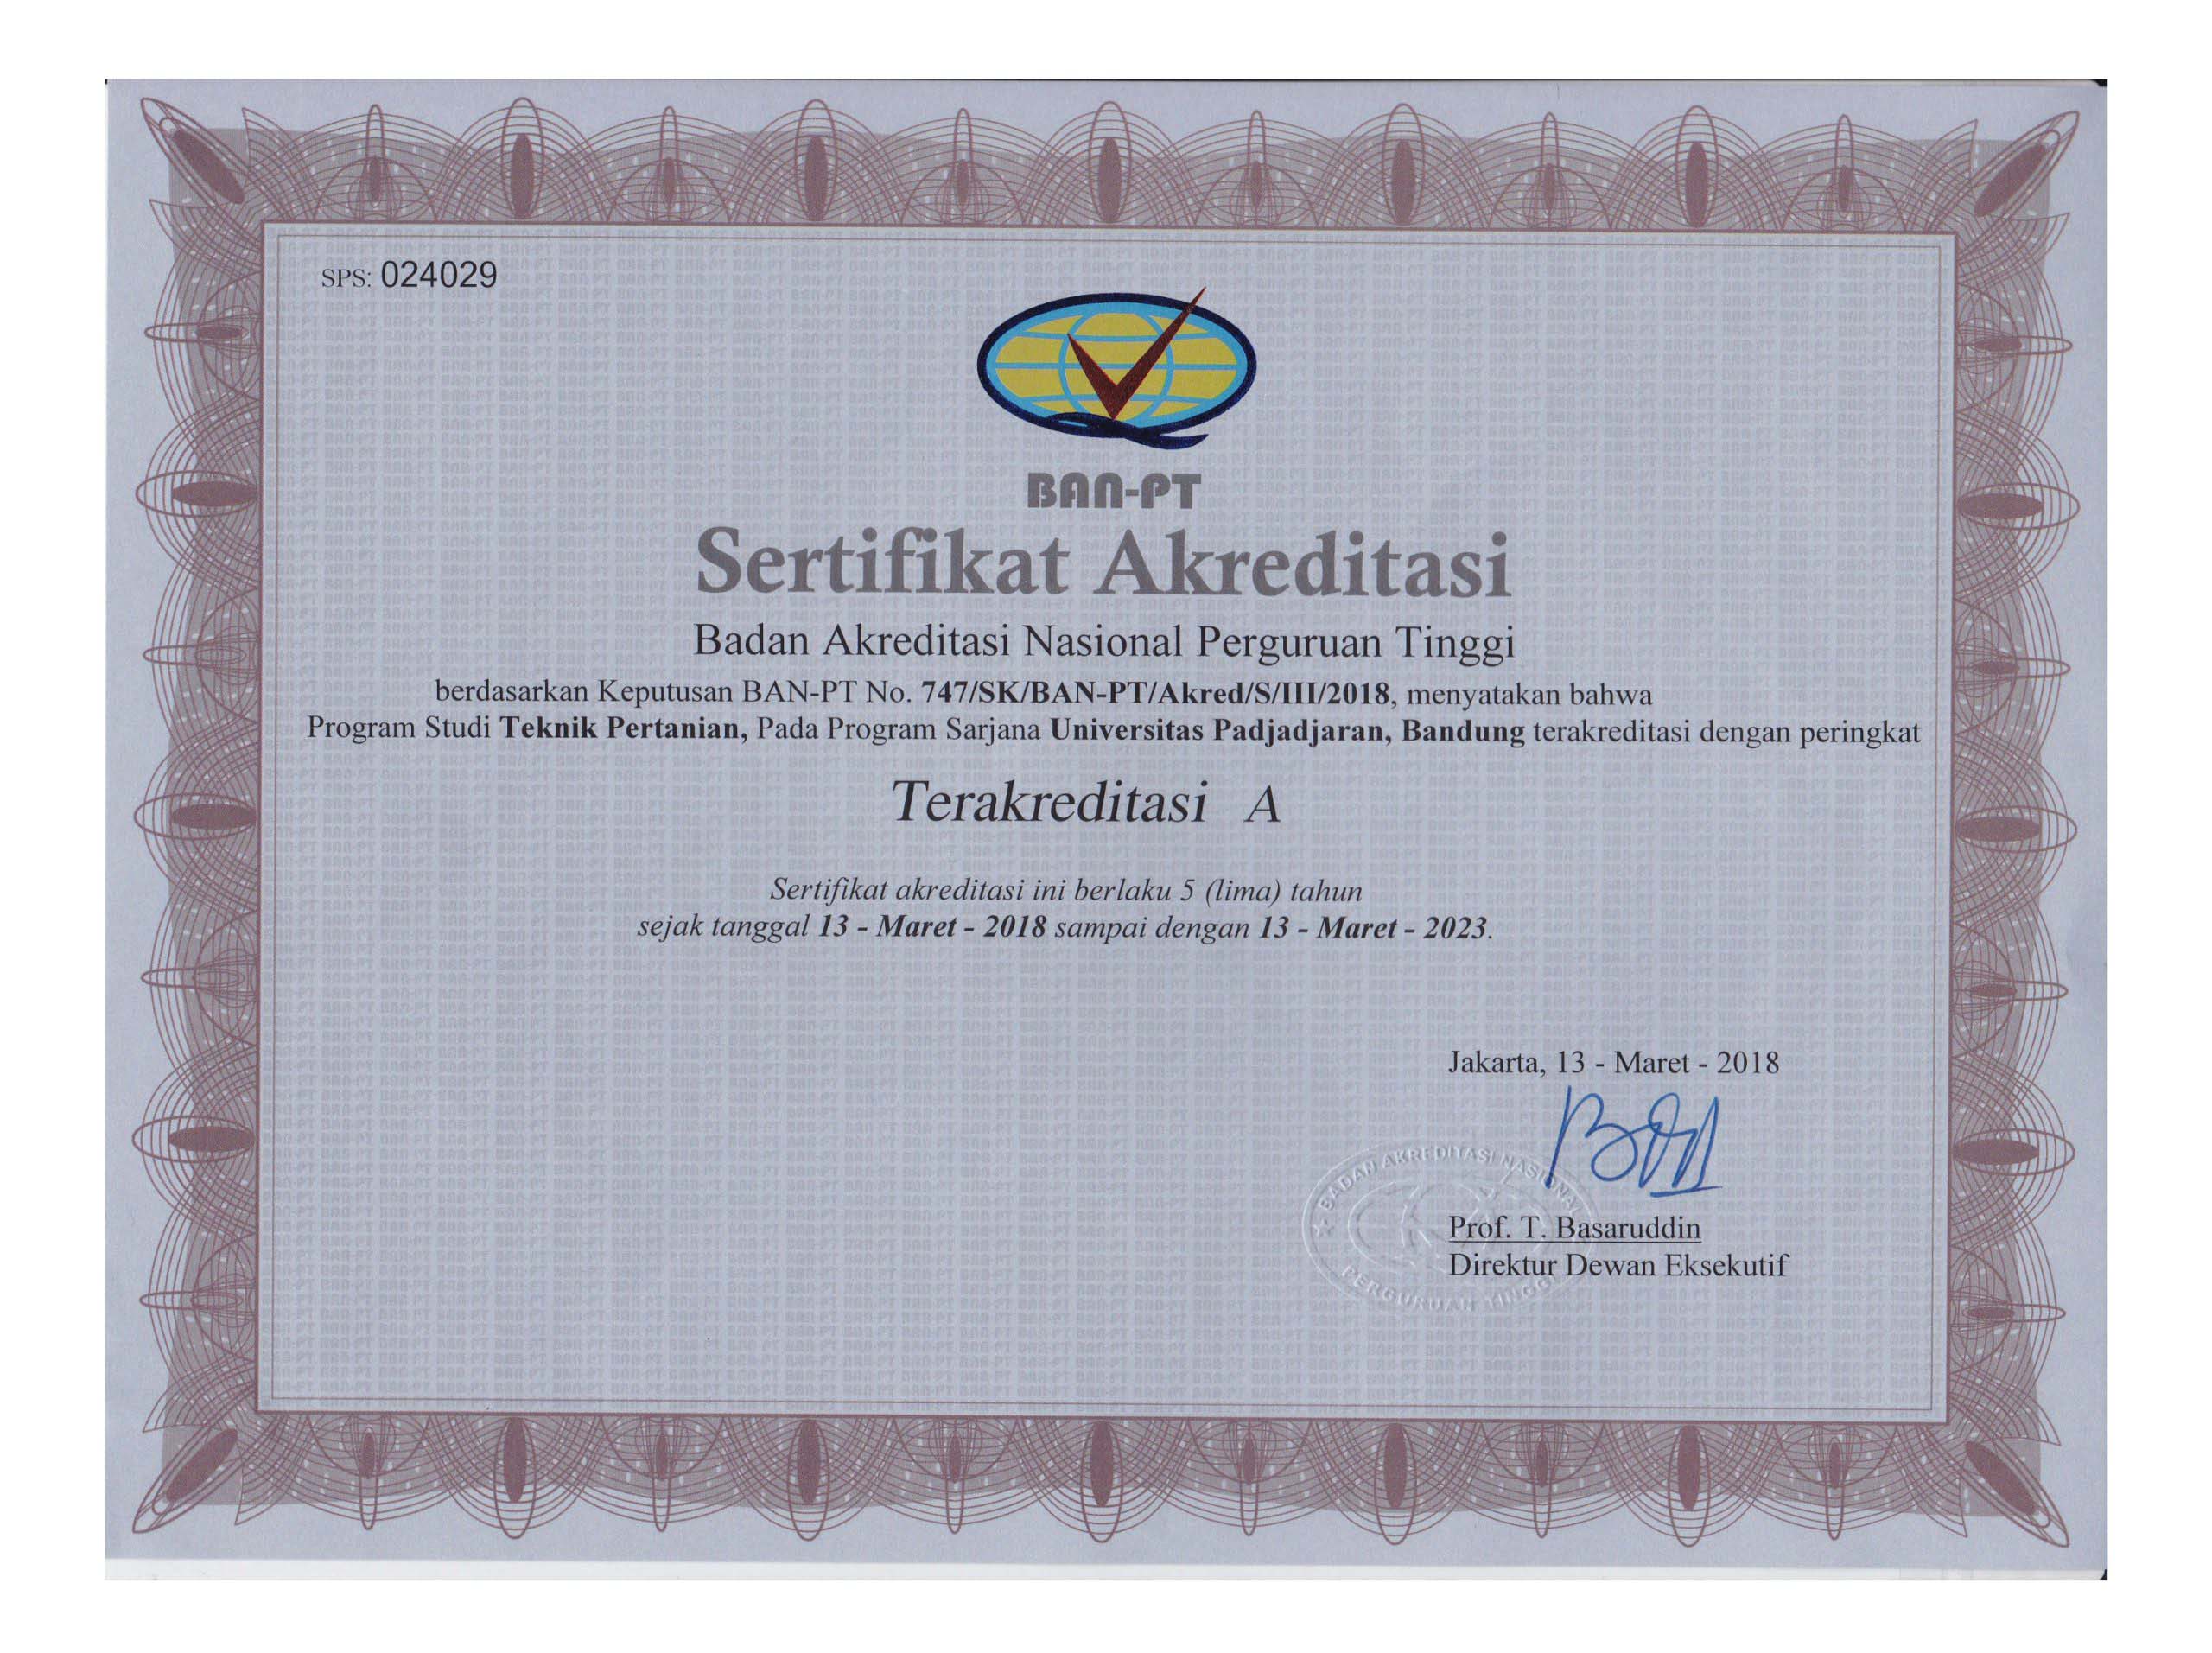 SPS: 024029
BAN-PT
Sertifikat Akreditasi
Badan Akreditasi Nasional Perguruan Tinggi
berdasarkan Keputusan BAN-PT No. 747/SK/BAN-PT/Akred/S/III/2018, menyatakan bahwa
Program Studi Teknik Pertanian, Pada Program Sarjana Universitas Padjadjaran, Bandung terakreditasi dengan peringkat
Terakreditasi A
Sertifikat akreditasi ini berlaku 5 (lima) tahun
sejak tanggal 13 - Maret - 2018 sampai dengan 13 - Maret - 2023.
Jakarta, 13 - Maret - 2018
BADAN AKREDITASI NASIONAL
Prof. T. Basaruddin
Direktur Dewan Eksekutif
PERGURUAN TINGGI